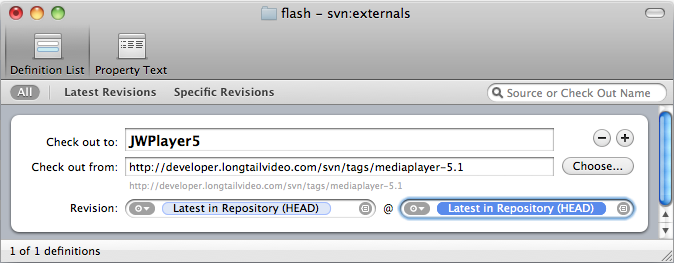 flash – svn:externals
Definition List
Property Text
All
Latest Revisions
Specific Revisions
Source or Check Out Name
Check out to: JWPlayer5
Check out from: http://developer.longtailvideo.com/svn/tags/mediaplayer-5.1
Choose...
http://developer.longtailvideo.com/svn/tags/mediaplayer-5.1
Revision: Latest in Repository (HEAD) @ Latest in Repository (HEAD)
1 of 1 definitions